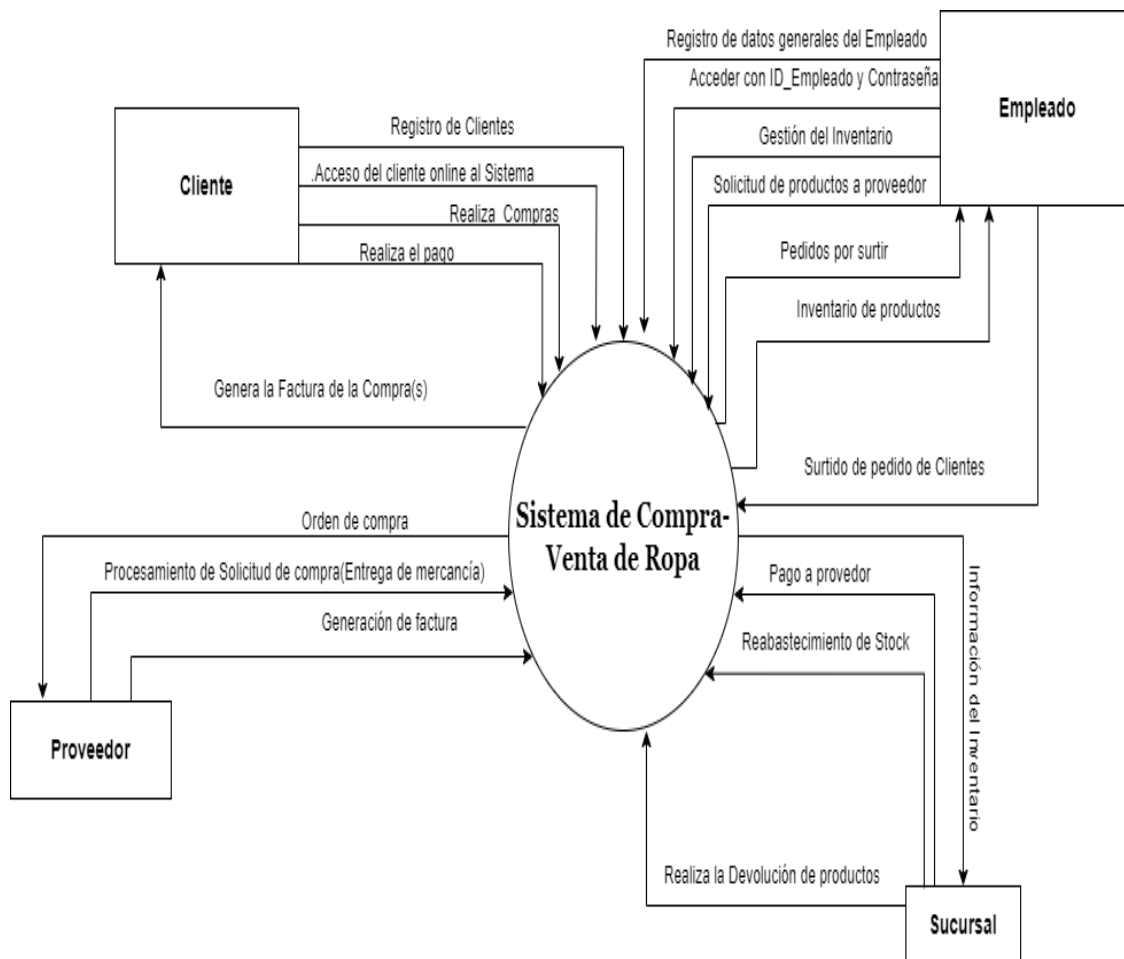 Registro de datos generales del Empleado
Acceder con ID_Empleado y Contraseña
Empleado
Registro de Clientes
Gestión del Inventario
Cliente
.Acceso del cliente online al Sistema
Solicitud de productos a proveedor
Realiza Compras
Realiza el pago
Pedidos por surtir
Inventario de productos
Genera la Factura de la Compra(s)
Surtido de pedido de Clientes
Sistema de Compra-
Venta de Ropa
Orden de compra
Procesamiento de Solicitud de compra(Entrega de mercancía)
Pago a provedor
Generación de factura
Reabastecimiento de Stock
Información del Inventario
Proveedor
Realiza la Devolución de productos
Sucursal